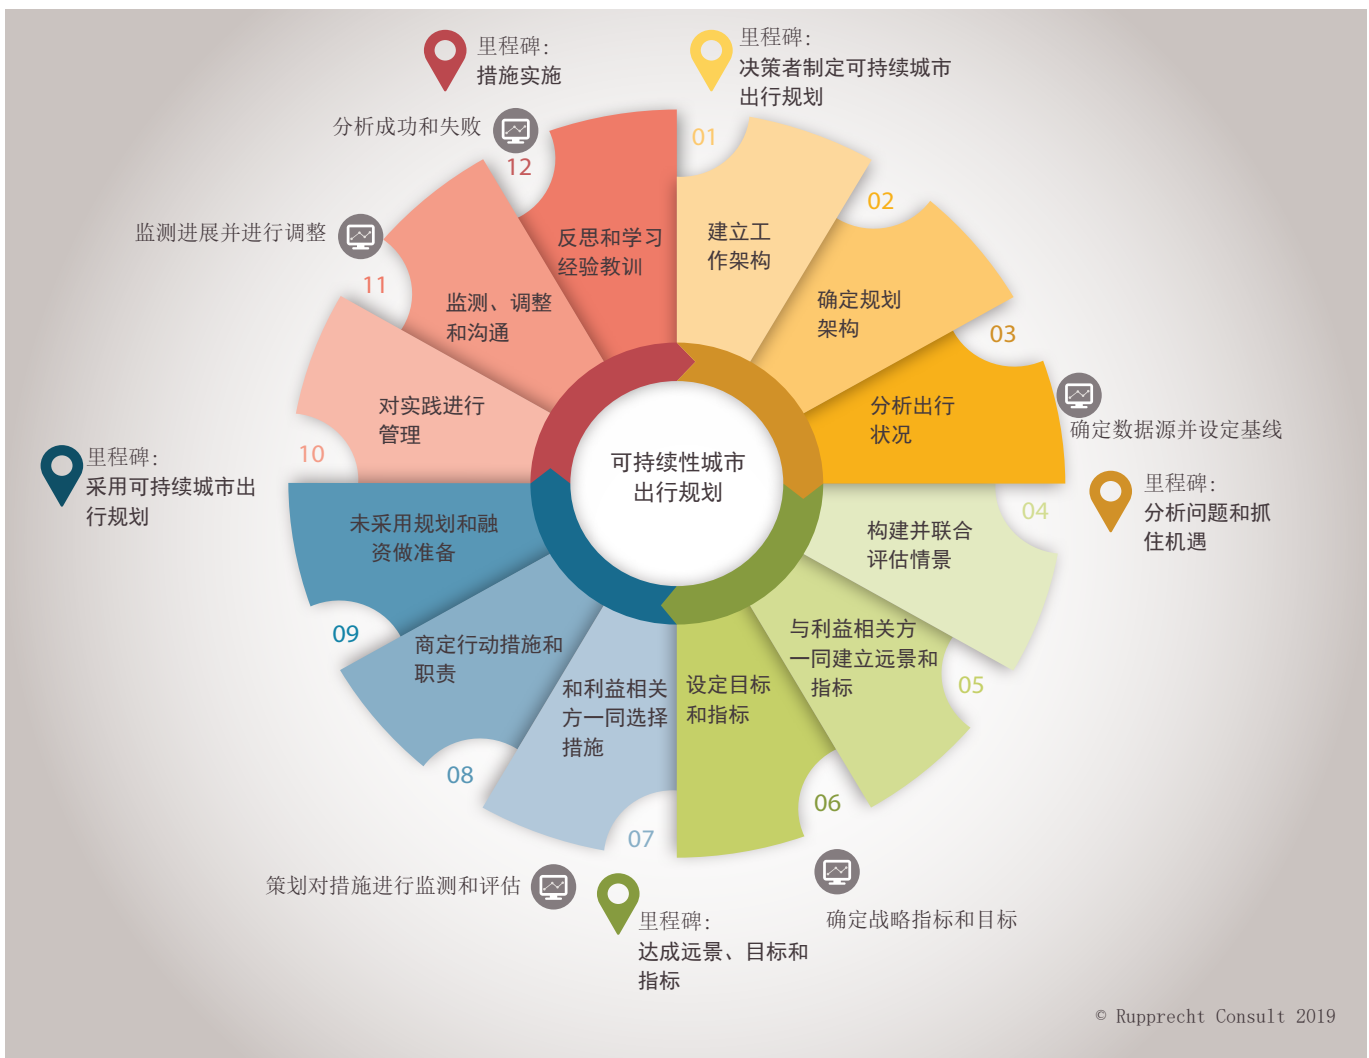 里程碑：
措施实施
里程碑：
决策者制定可持续城市
出行规划
分析成功和失败
12
01
02
监测进展并进行调整
11
反思和学习
经验教训
建立工
作架构
监测、调整
和沟通
确定规划
架构
03
对实践进行
管理
分析出行
状况
确定数据源并设定基线
10
里程碑：
采用可持续城市出
行规划
可持续性城市
出行规划
里程碑：
分析问题和抓
住机遇
04
未采用规划和融
资做准备
构建并联合
评估情景
09
商定行动措施和
职责
与利益相关方
一同建立远景和
指标
05
和利益相关
方一同选择
措施
设定目标
和指标
08
07
06
策划对措施进行监测和评估
里程碑：
达成远景、目标和
指标
确定战略指标和目标
© Rupprecht Consult 2019